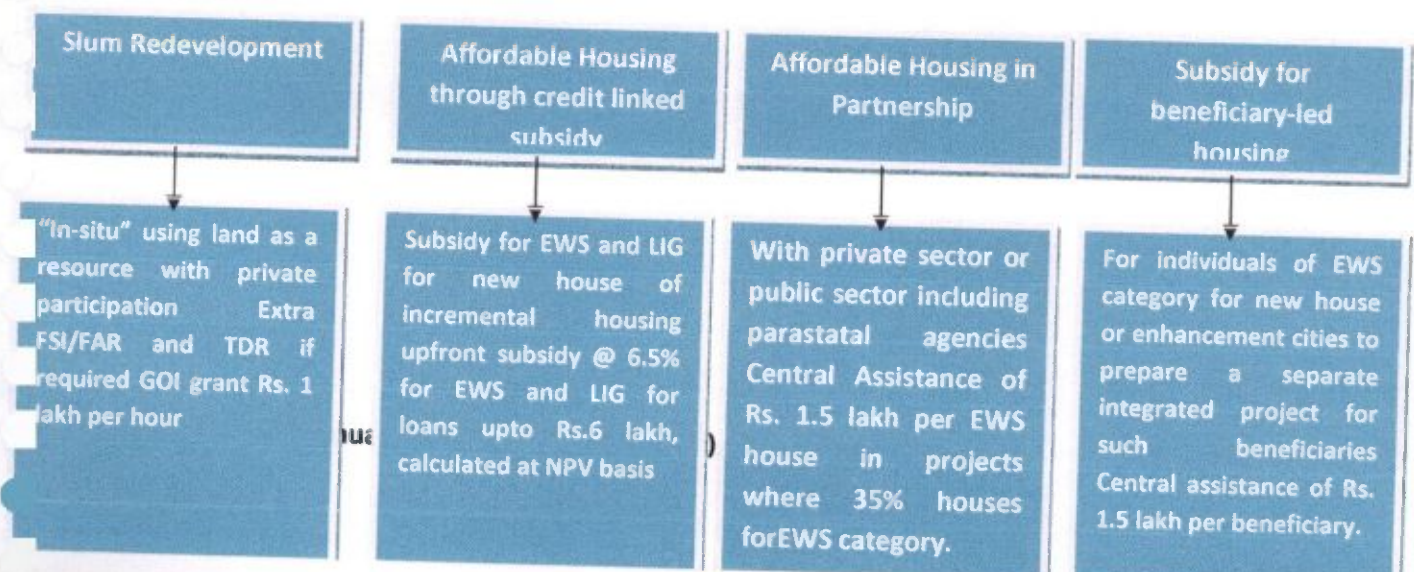 Slum Redevelopment
Affordable Housing
through credit linked
subsidy
Affordable Housing in
Partnership
Subsidy for
beneficiary-led
housing
"In-situ" using land as a
resource with private
participation Extra
FSI/FAR and TDR if
required GOI grant Rs. 1
lakh per hour
Subsidy for EWS and LIG
for new house of
incremental housing
upfront subsidy @ 6.5%
for EWS and LIG for
loans upto Rs.6 lakh,
calculated at NPV basis
With private sector or
public sector including
parastatal agencies
Central Assistance of
Rs. 1.5 lakh per EWS
house in projects
where 35% houses
forEWS category.
For individuals of EWS
category for new house
or enhancement cities to
prepare a separate
integrated project for
such beneficiaries
Central assistance of Rs.
1.5 lakh per beneficiary.